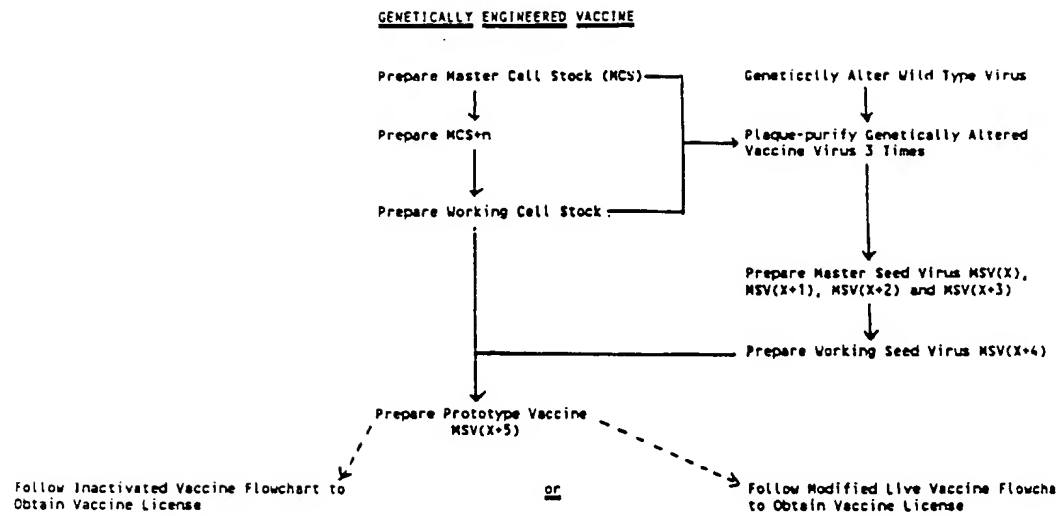 GENETICALLY ENGINEERED VACCINE
Prepare Master Cell Stock (MCS)
Genetically Alter Wild Type Virus
Prepare MCS+n
Plaque-purify Genetically Altered
Vaccine Virus 3 Times
Prepare Working Cell Stock
Prepare Master Seed Virus MSV(X),
MSV(X+1), MSV(X+2) and MSV(X+3)
Prepare Working Seed Virus MSV(X+4)
Prepare Prototype Vaccine
MSV(X+5)
Follow Inactivated Vaccine Flowchart to
Obtain Vaccine License
or
Follow Modified Live Vaccine Flowcha
to Obtain Vaccine License